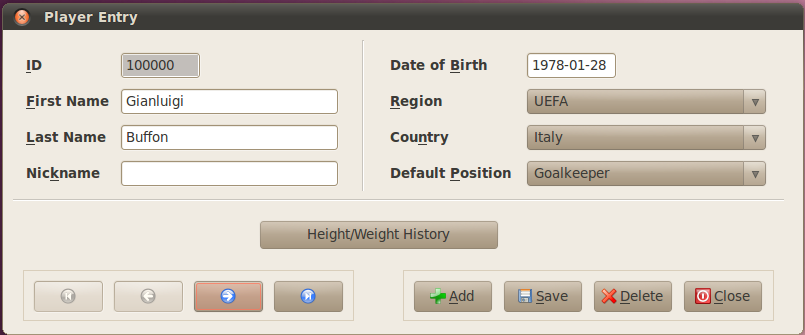 Player Entry
ID 100000
First Name Gianluigi
Last Name Buffon
Nickname
Date of Birth 1978-01-28
Region UEFA
Country Italy
Default Position Goalkeeper
Height/Weight History
Add Save Delete Close